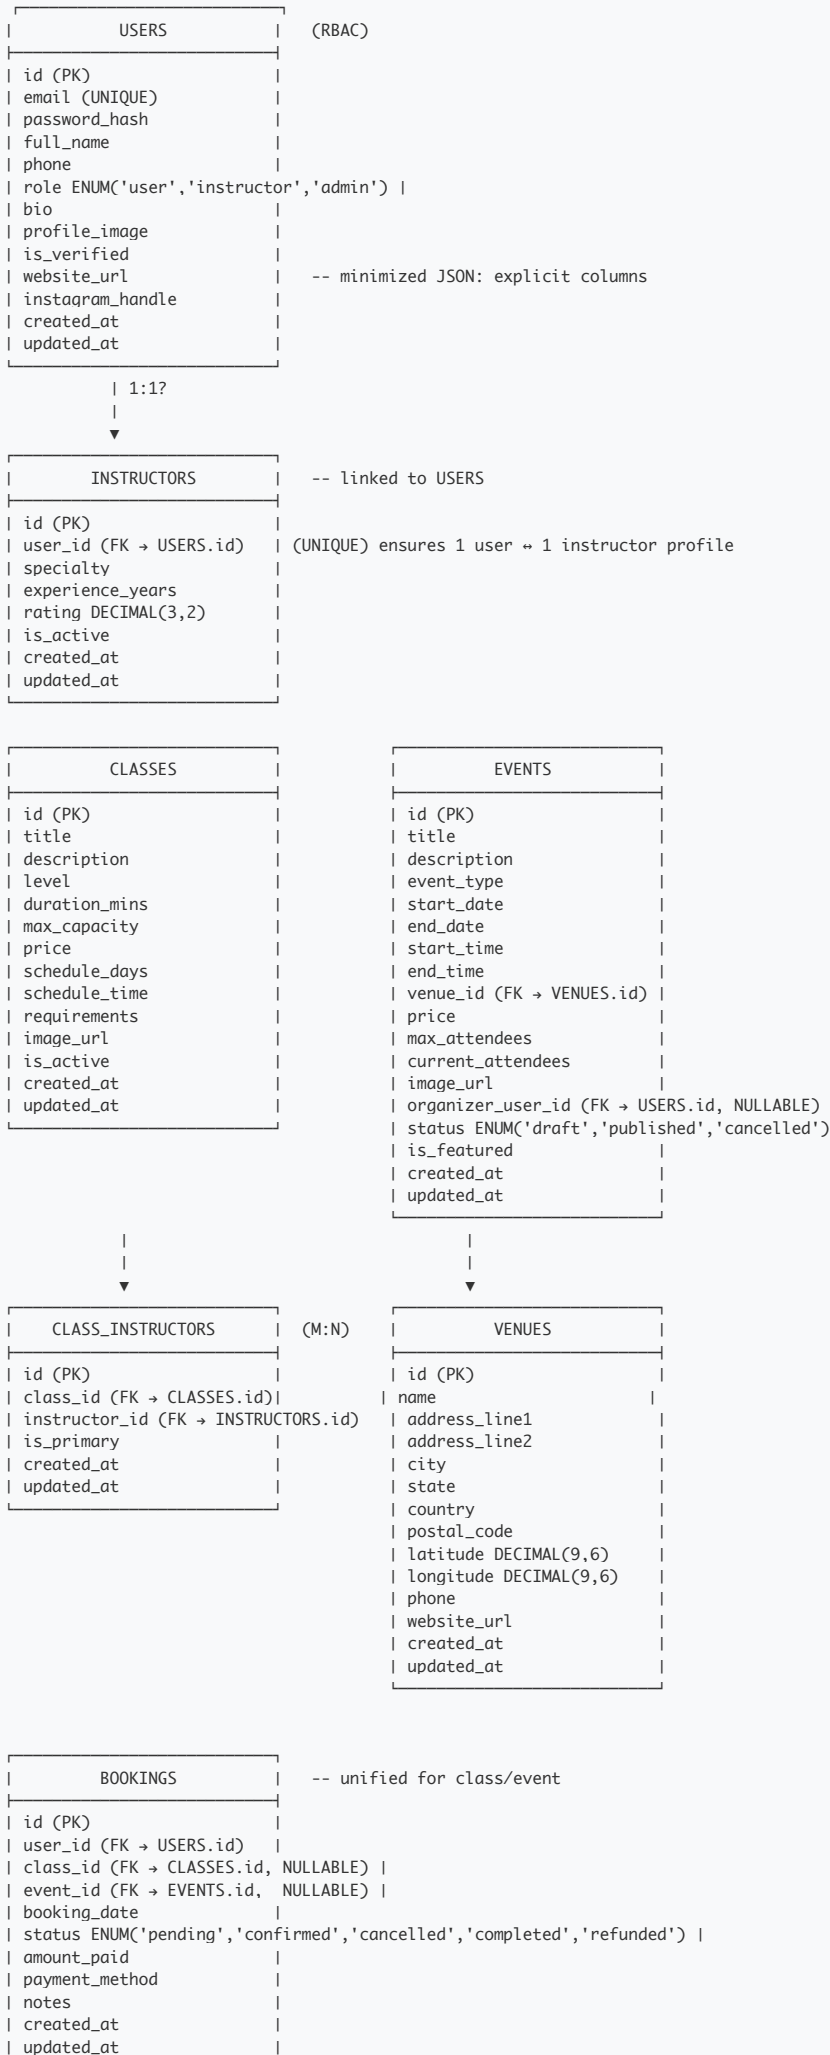 USERS (RBAC)
id (PK)
email (UNIQUE)
password_hash
full_name
phone
role ENUM('user','instructor','admin') |
bio
profile_image
is_verified
website_url -- minimized JSON: explicit columns
instagram_handle
created_at
updated_at
| 1:1?
|
▼
INSTRUCTORS -- linked to USERS
id (PK)
user_id (FK → USERS.id) | (UNIQUE) ensures 1 user ↔ 1 instructor profile
specialty
experience_years
rating DECIMAL(3,2)
is_active
created_at
updated_at
CLASSES
id (PK)
title
description
level
duration_mins
max_capacity
price
schedule_days
schedule_time
requirements
image_url
is_active
created_at
updated_at
EVENTS
id (PK)
title
description
event_type
start_date
end_date
start_time
end_time
venue_id (FK → VENUES.id) |
price
max_attendees
current_attendees
image_url
organizer_user_id (FK → USERS.id, NULLABLE)
status ENUM('draft','published','cancelled')
is_featured
created_at
updated_at
CLASS_INSTRUCTORS (M:N)
id (PK)
class_id (FK → CLASSES.id)|
instructor_id (FK → INSTRUCTORS.id)
is_primary
created_at
updated_at
VENUES
id (PK)
name
address_line1
address_line2
city
state
country
postal_code
latitude DECIMAL(9,6)
longitude DECIMAL(9,6)
phone
website_url
created_at
updated_at
BOOKINGS -- unified for class/event
id (PK)
user_id (FK → USERS.id)
class_id (FK → CLASSES.id, NULLABLE) |
event_id (FK → EVENTS.id, NULLABLE) |
booking_date
status ENUM('pending','confirmed','cancelled','completed','refunded') |
amount_paid
payment_method
notes
created_at
updated_at